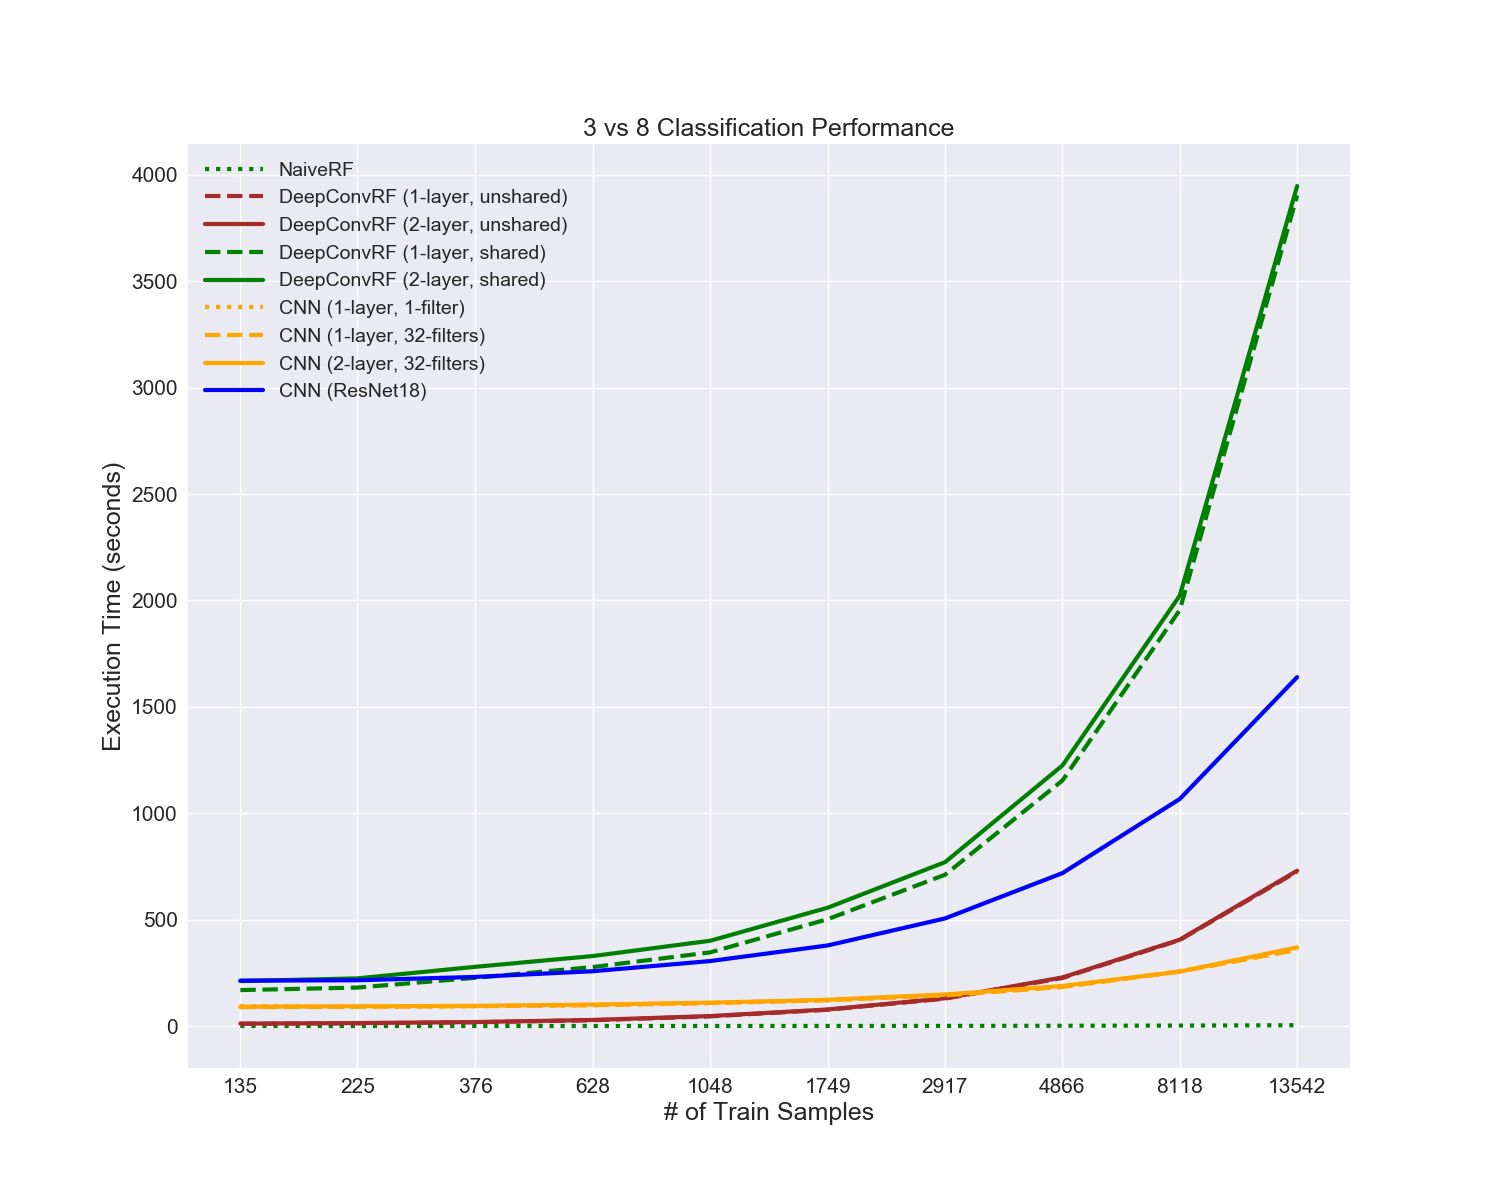 3 vs 8 Classification Performance
NaiveRF
DeepConvRF (1-layer, unshared)
DeepConvRF (2-layer, unshared)
DeepConvRF (1-layer, shared)
DeepConvRF (2-layer, shared)
CNN (1-layer, 1-filter)
CNN (1-layer, 32-filters)
CNN (2-layer, 32-filters)
CNN (ResNet18)
Execution Time (seconds)
4000
3500
3000
2500
2000
1500
1000
500
0
135 225 376 628 1048 1749 2917 4866 8118 13542
# of Train Samples